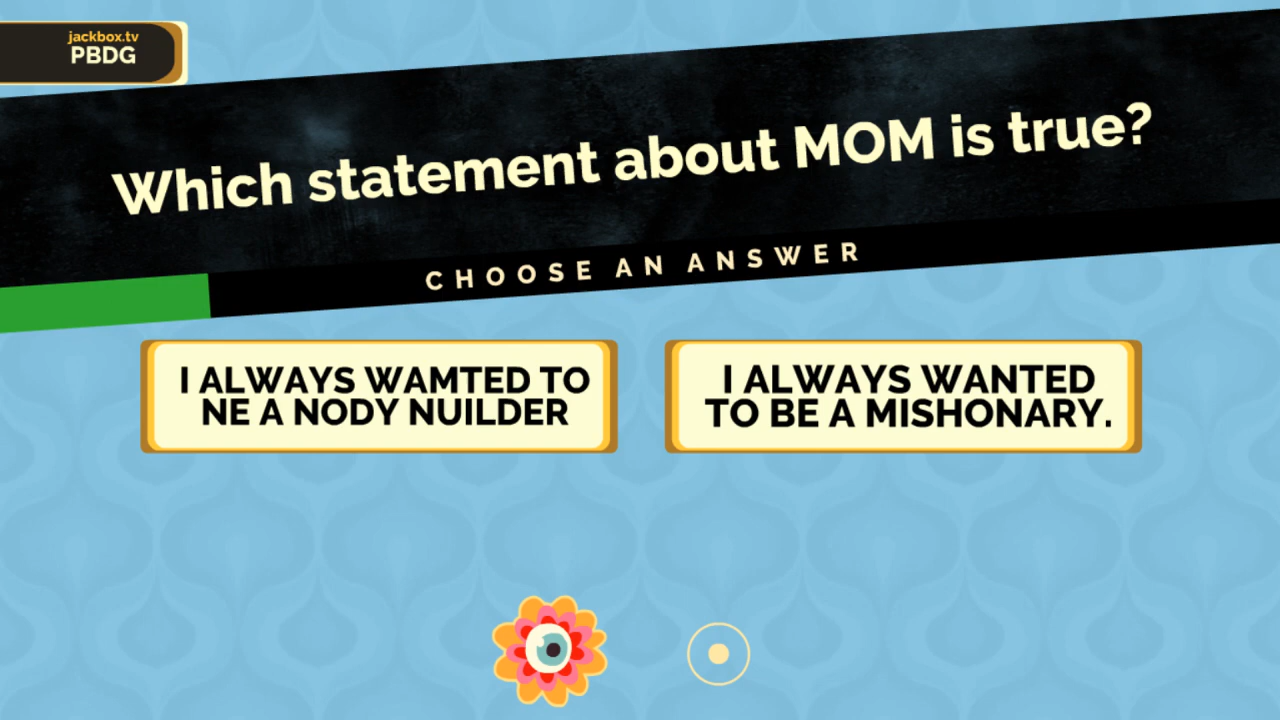 jackbox.tv
PBDG
Which statement about MOM is true?
CHOOSE AN ANSWER
I ALWAYS WAMTED TO
NE A NODY NUILDER
I ALWAYS WANTED
TO BE A MISHONARY.